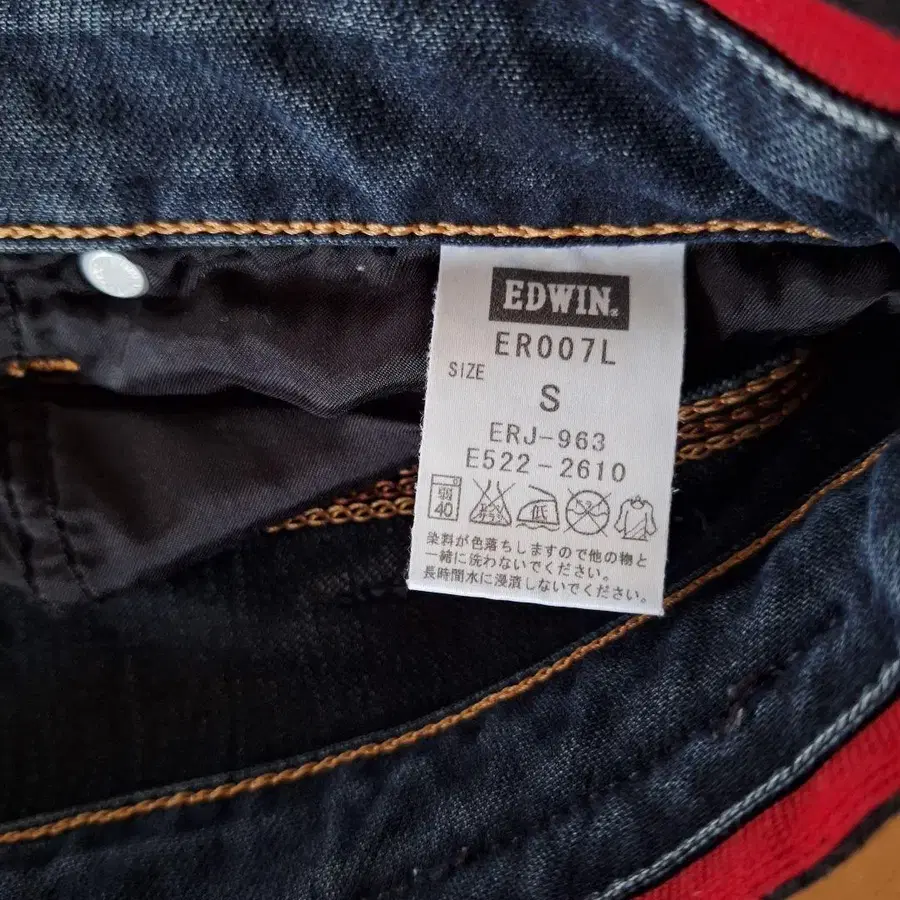 EDWIN.
ER007L
SIZE
S
ERJ-963
E522-2610
弱
40
低
染料が色落ちしますので他の物と
一緒に洗わないでください。
長時間水に浸漬しないでください。